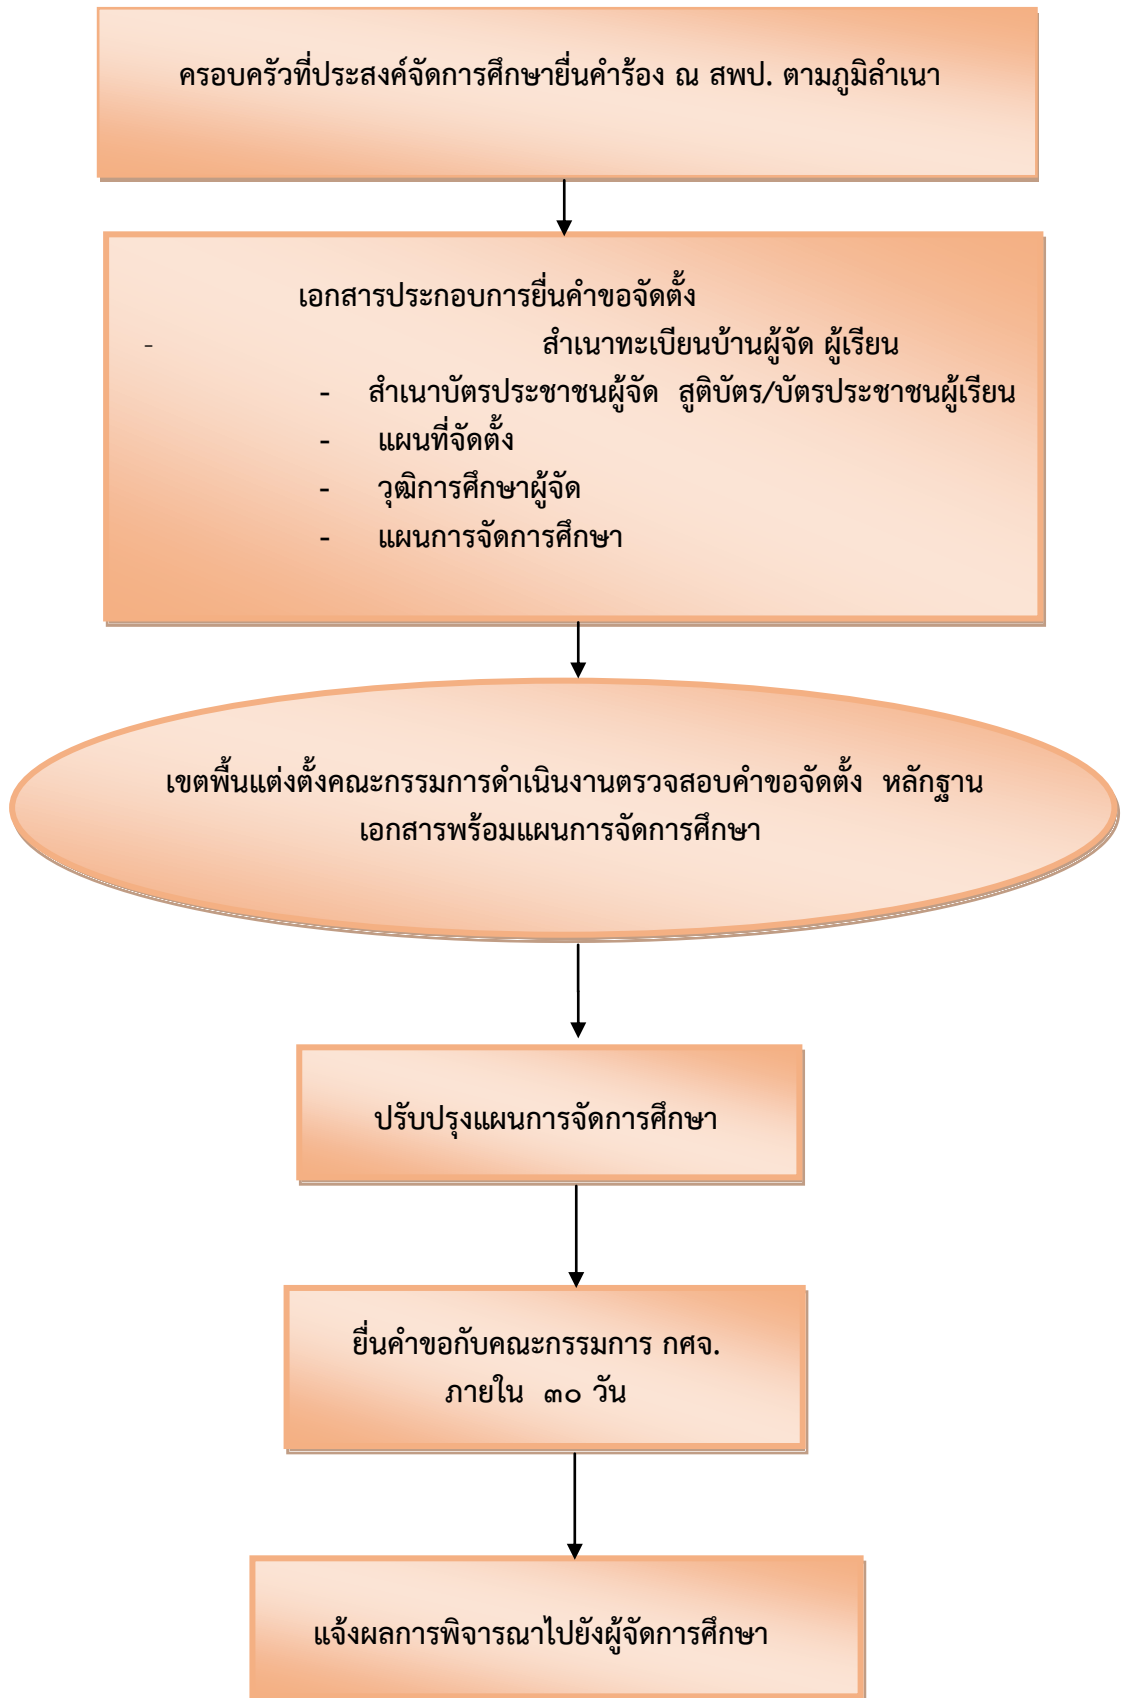 ครอบครัวที่ประสงค์จัดการศึกษายื่นคำร้อง ณ สพป. ตามภูมิลำเนา
เอกสารประกอบการยื่นคำขอจัดตั้ง
- สำเนาทะเบียนบ้านผู้จัด ผู้เรียน
- สำเนาบัตรประชาชนผู้จัด สูติบัตร/บัตรประชาชนผู้เรียน
- แผนที่จัดตั้ง
- วุฒิการศึกษาผู้จัด
- แผนการจัดการศึกษา
เขตพื้นแต่งตั้งคณะกรรมการดำเนินงานตรวจสอบคำขอจัดตั้ง หลักฐาน
เอกสารพร้อมแผนการจัดการศึกษา
ปรับปรุงแผนการจัดการศึกษา
ยื่นคำขอกับคณะกรรมการ กศจ.
ภายใน ๓๐ วัน
แจ้งผลการพิจารณาไปยังผู้จัดการศึกษา